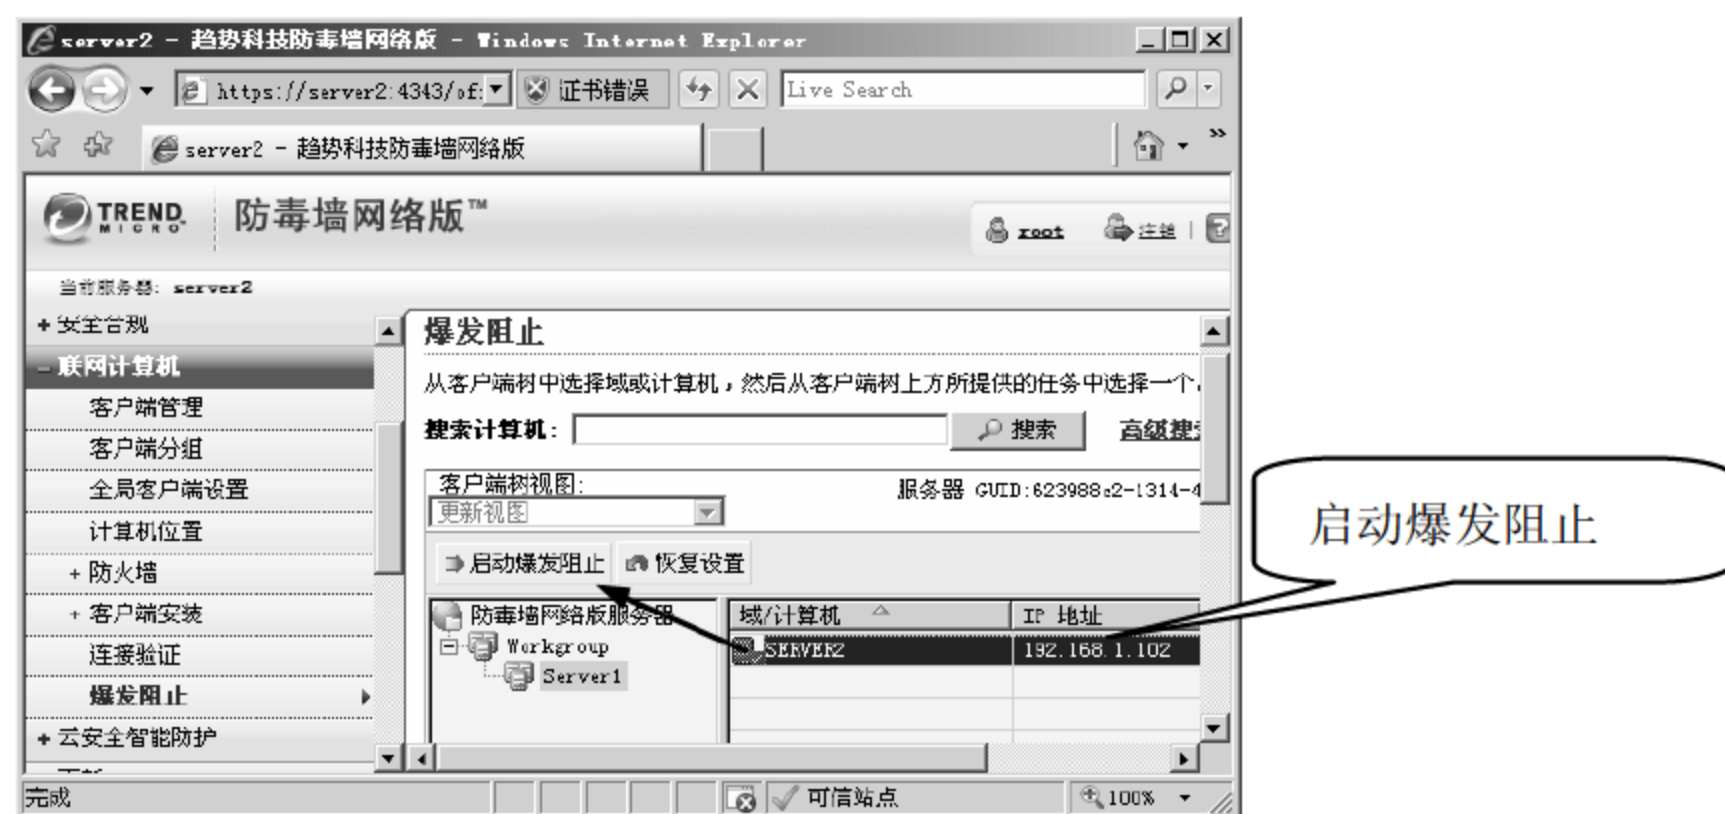 server2 - 趋势科技防毒墙网络版 - Windows Internet Explorer
https://server2:4343/of: 证书错误 Live Search
server2 - 趋势科技防毒墙网络版 »
TREND MICRO 防毒墙网络版™
root 注销 | ?
当前服务器: server2
+ 安全合规
- 联网计算机
客户端管理
客户端分组
全局客户端设置
计算机位置
+ 防火墙
+ 客户端安装
连接验证
爆发阻止
+ 云安全智能防护
爆发阻止
从客户端树中选择域或计算机，然后从客户端树上方所提供的任务中选择一个。
搜索计算机: 搜索 高级搜
客户端树视图: 服务器 GUID:623988e2-1314-4
更新视图
启动爆发阻止 恢复设置
防毒墙网络版服务器
Workgroup
Server1
域/计算机 IP 地址
SERVER2 192.168.1.102
启动爆发阻止
完成 可信站点 100%